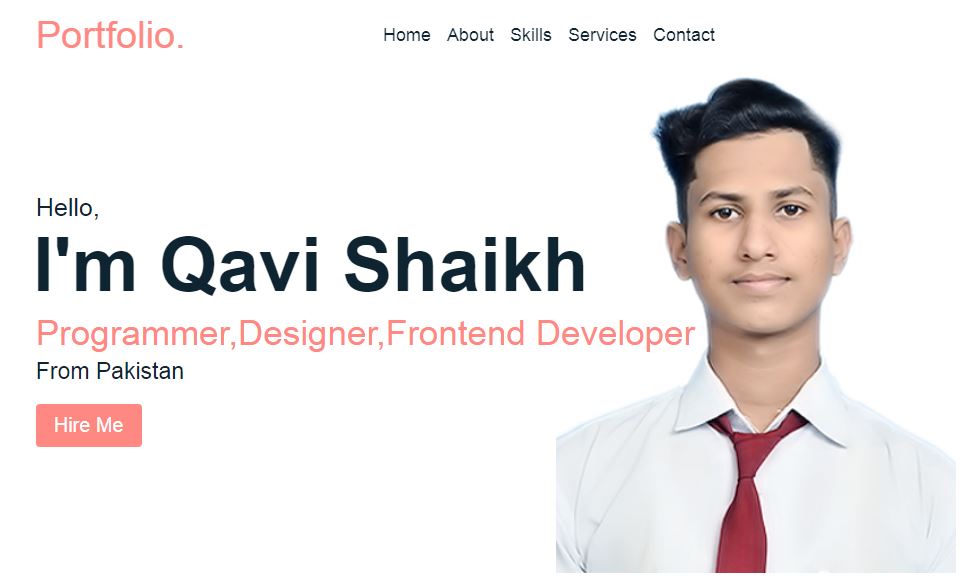 Portfolio.
Home About Skills Services Contact
Hello,
I'm Qavi Shaikh
Programmer,Designer,Frontend Developer
From Pakistan
Hire Me